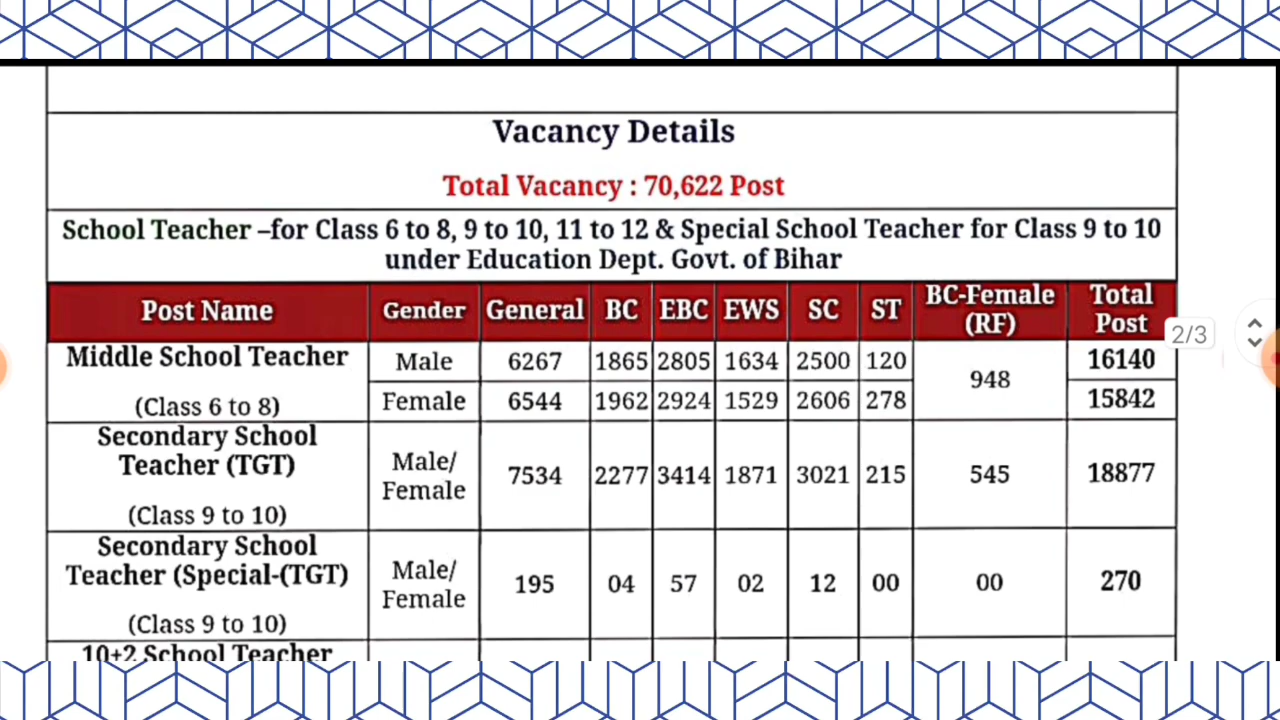 Vacancy Details
Total Vacancy : 70,622 Post
School Teacher –for Class 6 to 8, 9 to 10, 11 to 12 & Special School Teacher for Class 9 to 10
under Education Dept. Govt. of Bihar
Post Name Gender General BC EBC EWS SC ST BC-Female (RF) Total Post
2/3
Middle School Teacher
(Class 6 to 8)
Male 6267 1865 2805 1634 2500 120 948 16140
Female 6544 1962 2924 1529 2606 278 15842
Secondary School
Teacher (TGT)
(Class 9 to 10)
Male/
Female
7534 2277 3414 1871 3021 215 545 18877
Secondary School
Teacher (Special-(TGT)
(Class 9 to 10)
Male/
Female
195 04 57 02 12 00 00 270
10+2 School Teacher